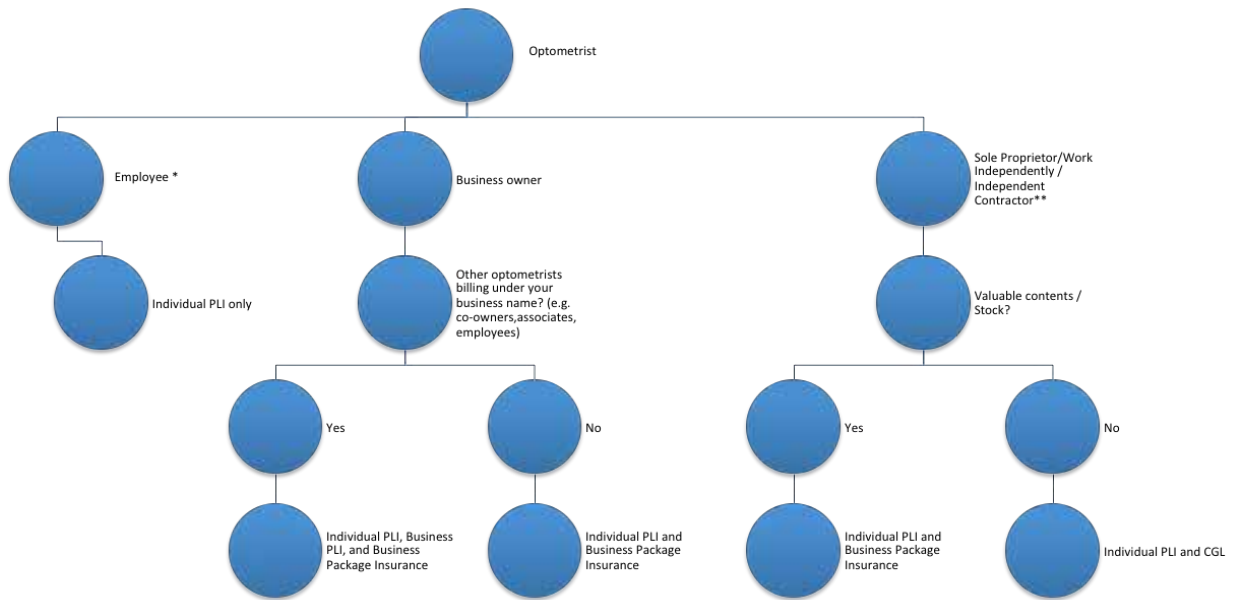 Optometrist
Employee *
Business owner
Sole Proprietor/Work
Independently /
Independent
Contractor**
Individual PLI only
Other optometrists
billing under your
business name? (e.g.
co-owners,associates,
employees)
Valuable contents /
Stock?
Yes
No
Yes
No
Individual PLI, Business
PLI, and Business
Package Insurance
Individual PLI and
Business Package
Insurance
Individual PLI and
Business Package
Insurance
Individual PLI and CGL